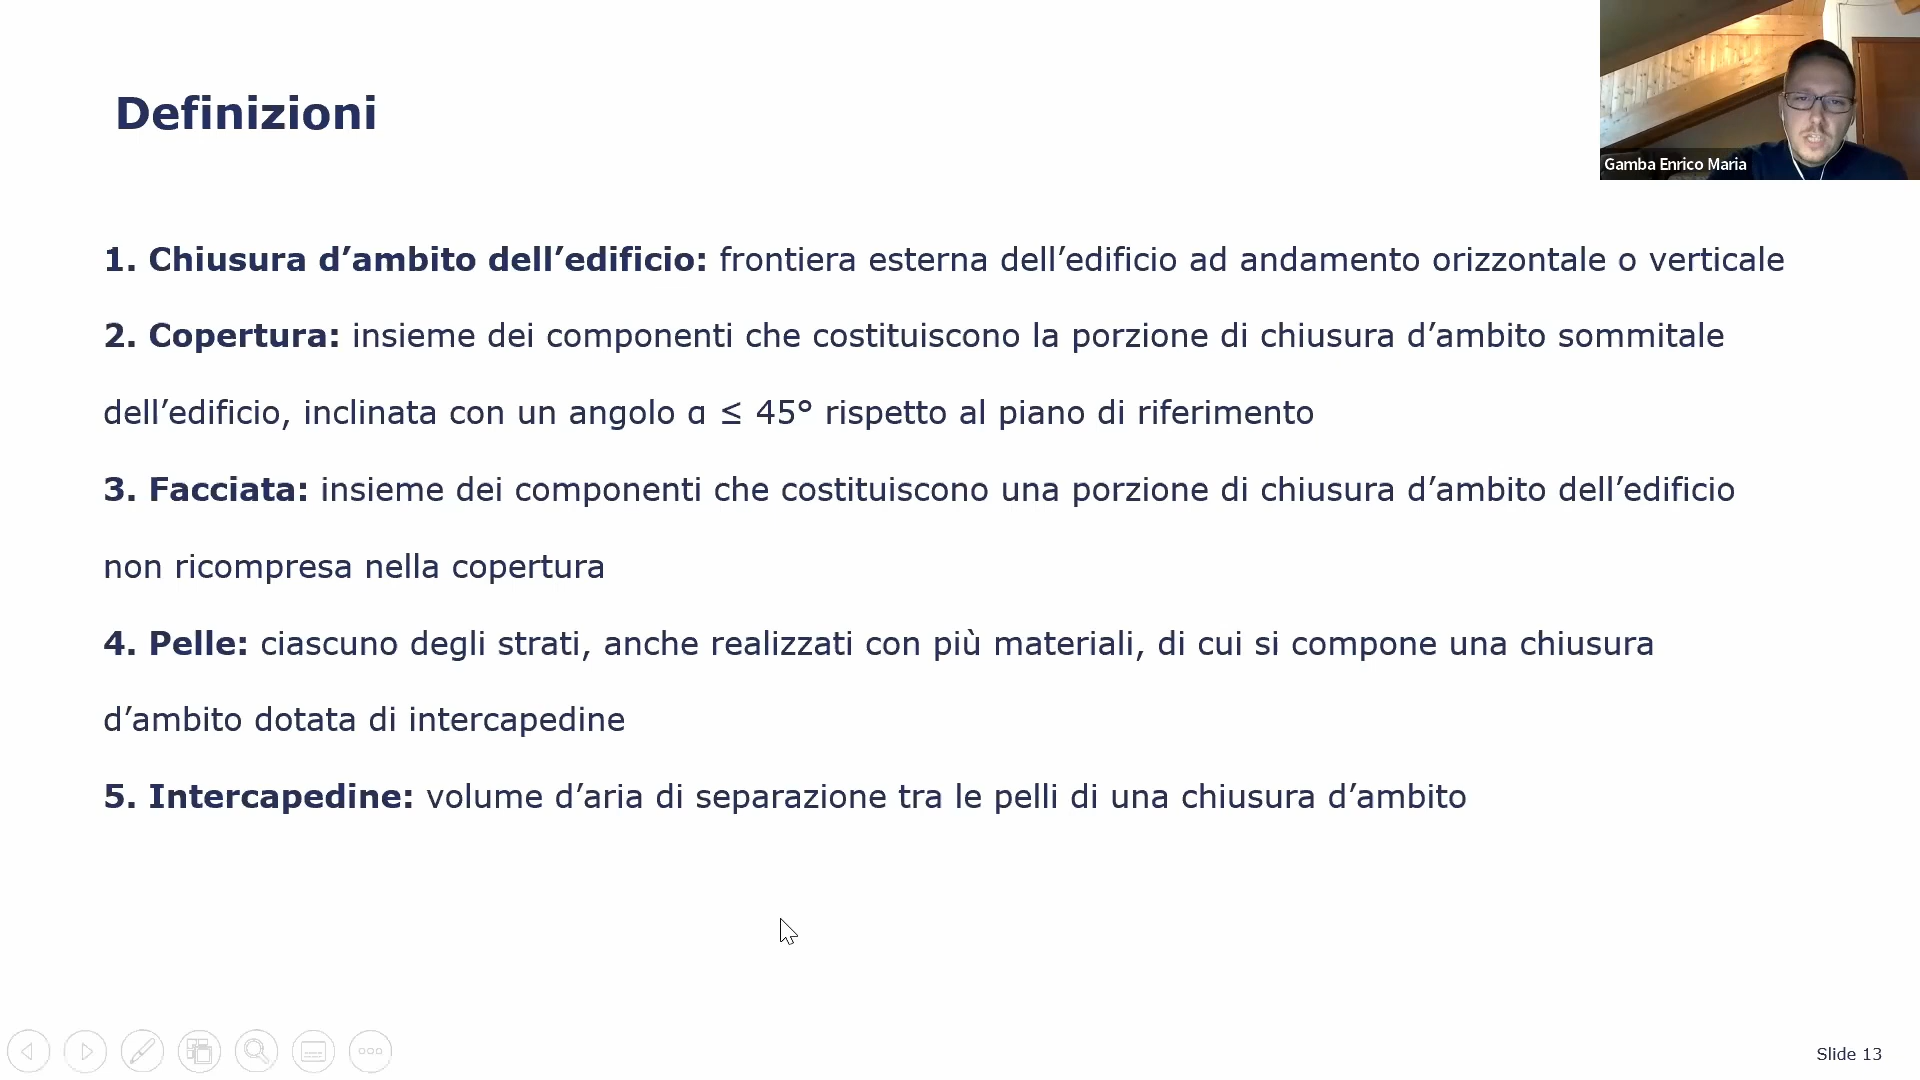 Definizioni
Gamba Enrico Maria
1. Chiusura d’ambito dell’edificio: frontiera esterna dell’edificio ad andamento orizzontale o verticale
2. Copertura: insieme dei componenti che costituiscono la porzione di chiusura d’ambito sommitale
dell’edificio, inclinata con un angolo α ≤ 45° rispetto al piano di riferimento
3. Facciata: insieme dei componenti che costituiscono una porzione di chiusura d’ambito dell’edificio
non ricompresa nella copertura
4. Pelle: ciascuno degli strati, anche realizzati con più materiali, di cui si compone una chiusura
d’ambito dotata di intercapedine
5. Intercapedine: volume d’aria di separazione tra le pelli di una chiusura d’ambito
Slide 13